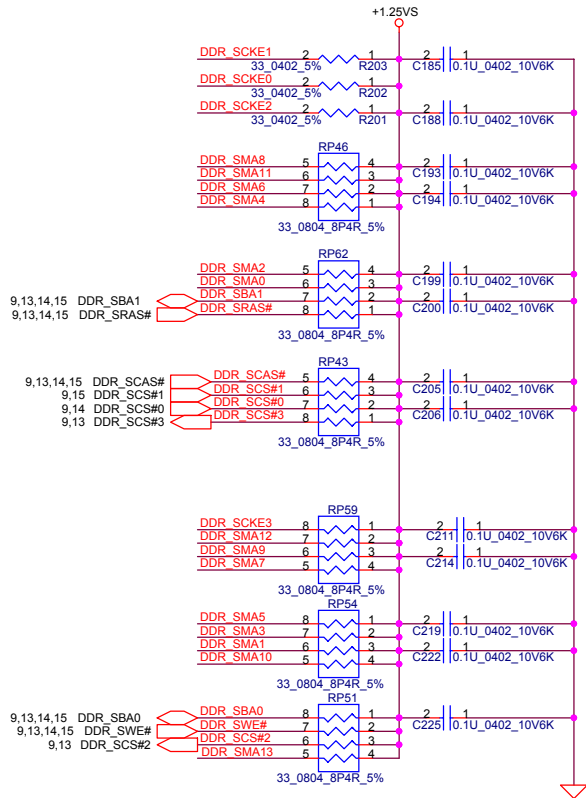 +1.25VS
DDR_SCKE1 2 1 2 1
33_0402_5% R203 C185 0.1U_0402_10V6K
DDR_SCKE0 2 1
33_0402_5% R202
DDR_SCKE2 2 1 2 1
33_0402_5% R201 C188 0.1U_0402_10V6K
RP46
DDR_SMA8 5 4 2 1
DDR_SMA11 6 3 C193 0.1U_0402_10V6K
DDR_SMA6 7 2 2 1
DDR_SMA4 8 1 C194 0.1U_0402_10V6K
33_0804_8P4R_5%
RP62
DDR_SMA2 5 4 2 1
DDR_SMA0 6 3 C199 0.1U_0402_10V6K
9,13,14,15 DDR_SBA1 DDR_SBA1 7 2 2 1
9,13,14,15 DDR_SRAS# DDR_SRAS# 8 1 C200 0.1U_0402_10V6K
33_0804_8P4R_5%
RP43
9,13,14,15 DDR_SCAS# DDR_SCAS# 5 4 2 1
9,15 DDR_SCS#1 DDR_SCS#1 6 3 C205 0.1U_0402_10V6K
9,14 DDR_SCS#0 DDR_SCS#0 7 2 2 1
9,13 DDR_SCS#3 DDR_SCS#3 8 1 C206 0.1U_0402_10V6K
33_0804_8P4R_5%
RP59
DDR_SCKE3 8 1 2 1
DDR_SMA12 7 2 C211 0.1U_0402_10V6K
DDR_SMA9 6 3 2 1
DDR_SMA7 5 4 C214 0.1U_0402_10V6K
33_0804_8P4R_5%
RP54
DDR_SMA5 8 1 2 1
DDR_SMA3 7 2 C219 0.1U_0402_10V6K
DDR_SMA1 6 3 2 1
DDR_SMA10 5 4 C222 0.1U_0402_10V6K
33_0804_8P4R_5%
RP51
9,13,14,15 DDR_SBA0 DDR_SBA0 8 1 2 1
9,13,14,15 DDR_SWE# DDR_SWE# 7 2 C225 0.1U_0402_10V6K
9,13 DDR_SCS#2 DDR_SCS#2 6 3
DDR_SMA13 5 4
33_0804_8P4R_5%